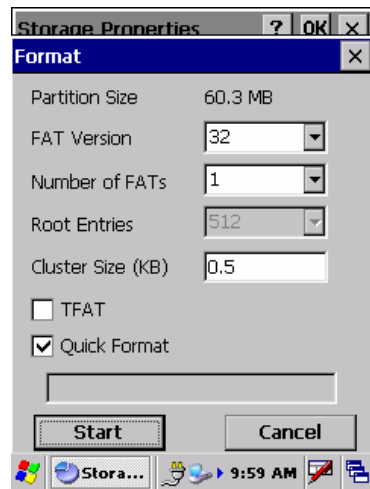 Storage Properties ? OK ×
Format ×
Partition Size 60.3 MB
FAT Version 32
Number of FATs 1
Root Entries 512
Cluster Size (KB) 0.5
TFAT
Quick Format
Start Cancel
Stora... 9:59 AM